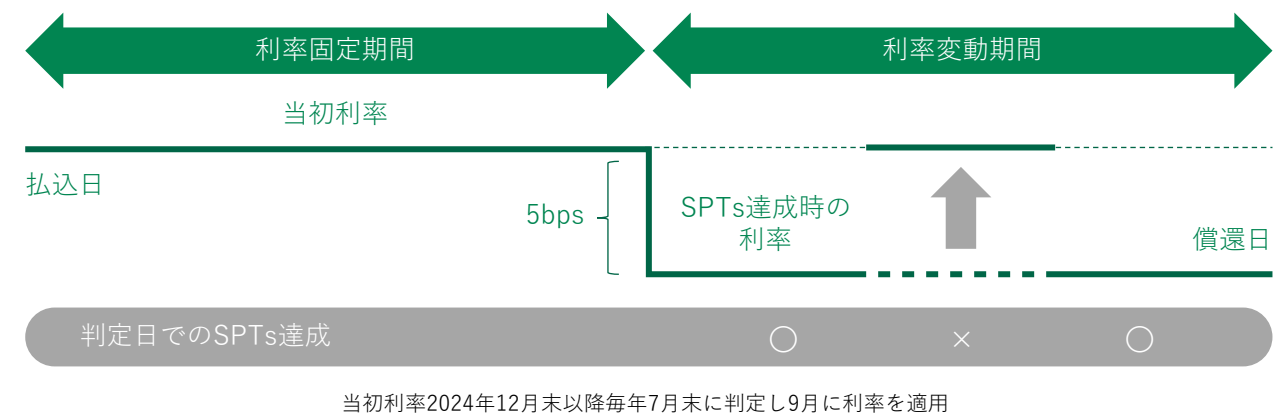 利率固定期間
利率変動期間
当初利率
払込日
5bps
SPTs達成時の
利率
償還日
判定日でのSPTs達成
○
×
○
当初利率2024年12月末以降毎年7月末に判定し9月に利率を適用